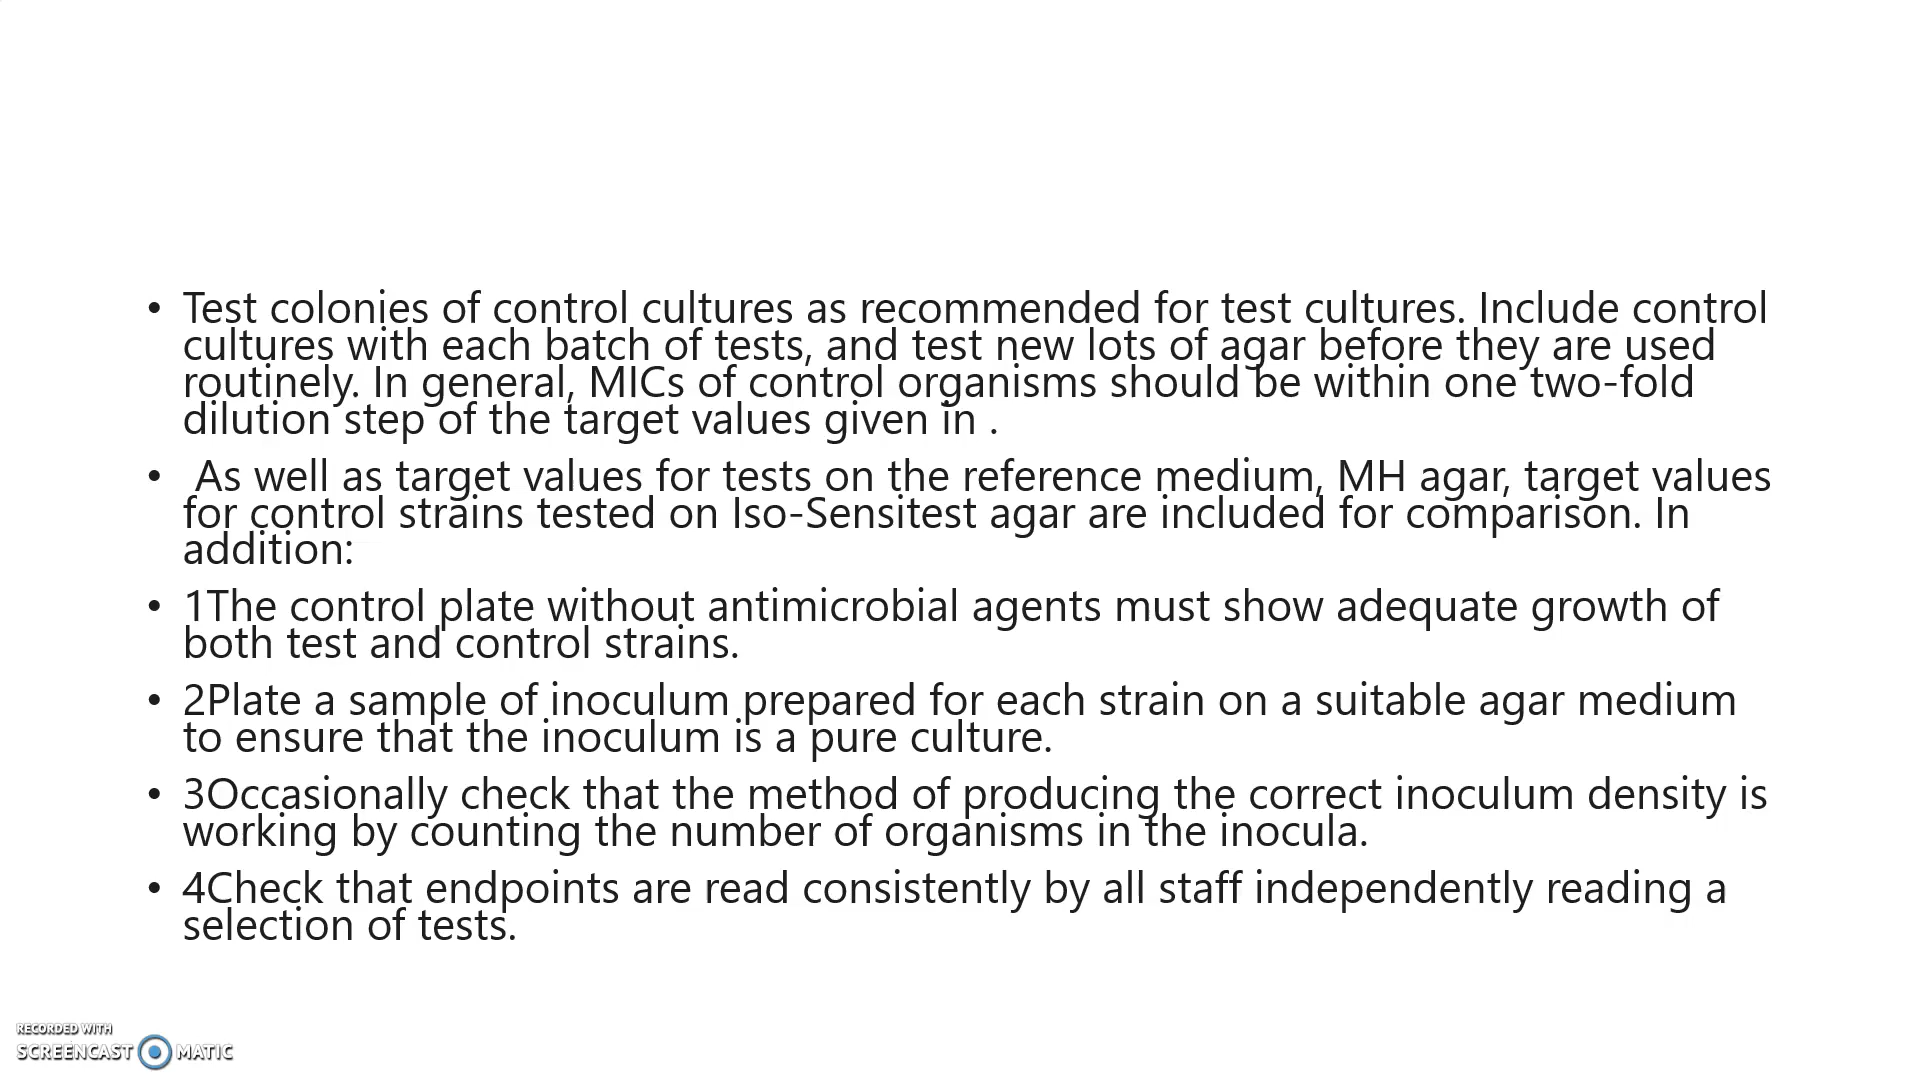 • Test colonies of control cultures as recommended for test cultures. Include control
cultures with each batch of tests, and test new lots of agar before they are used
routinely. In general, MICs of control organisms should be within one two-fold
dilution step of the target values given in .
• As well as target values for tests on the reference medium, MH agar, target values
for control strains tested on Iso-Sensitest agar are included for comparison. In
addition:
• 1The control plate without antimicrobial agents must show adequate growth of
both test and control strains.
• 2Plate a sample of inoculum prepared for each strain on a suitable agar medium
to ensure that the inoculum is a pure culture.
• 3Occasionally check that the method of producing the correct inoculum density is
working by counting the number of organisms in the inocula.
• 4Check that endpoints are read consistently by all staff independently reading a
selection of tests.
RECORDED WITH
SCREENCAST MATIC